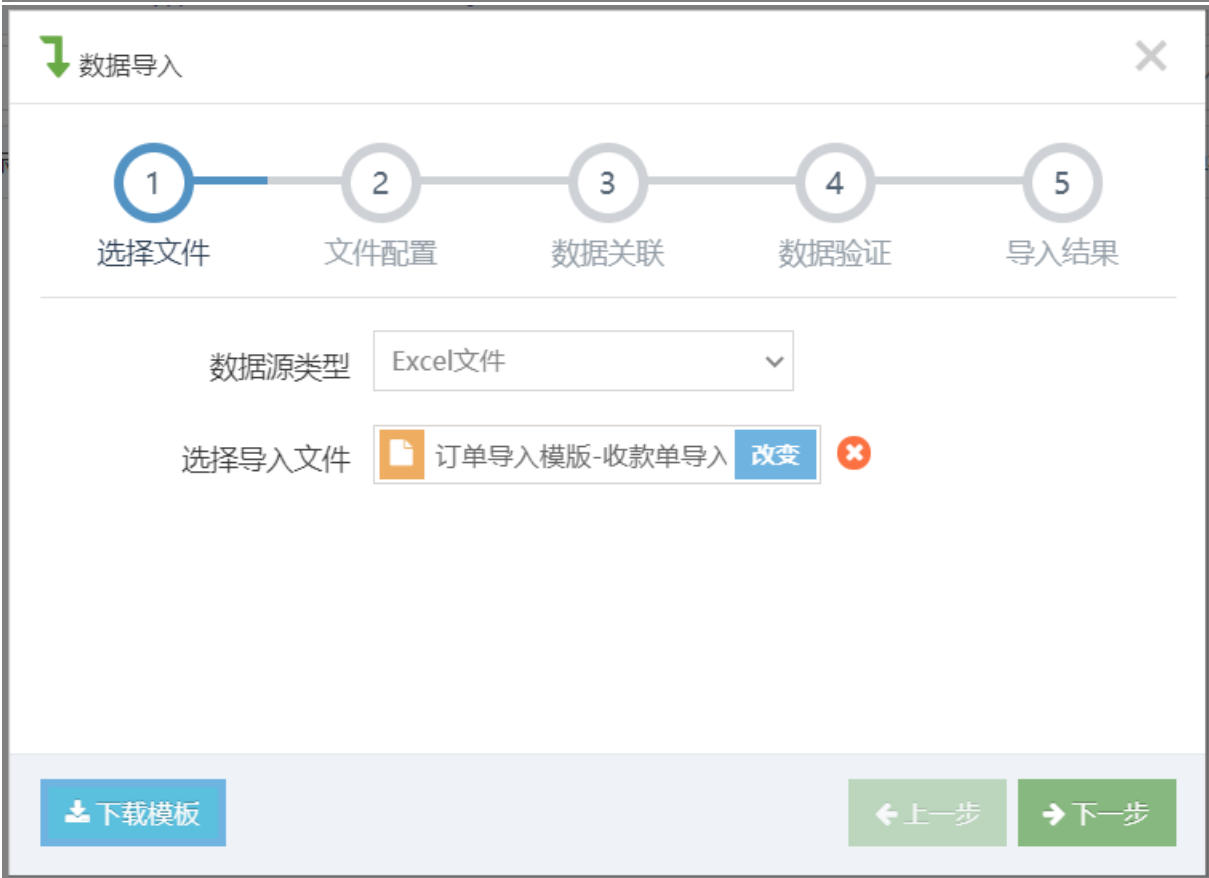 数据导入
1 2 3 4 5
选择文件 文件配置 数据关联 数据验证 导入结果
数据源类型 Excel文件
选择导入文件 订单导入模版-收款单导入 改变
下载模板 上一步 下一步